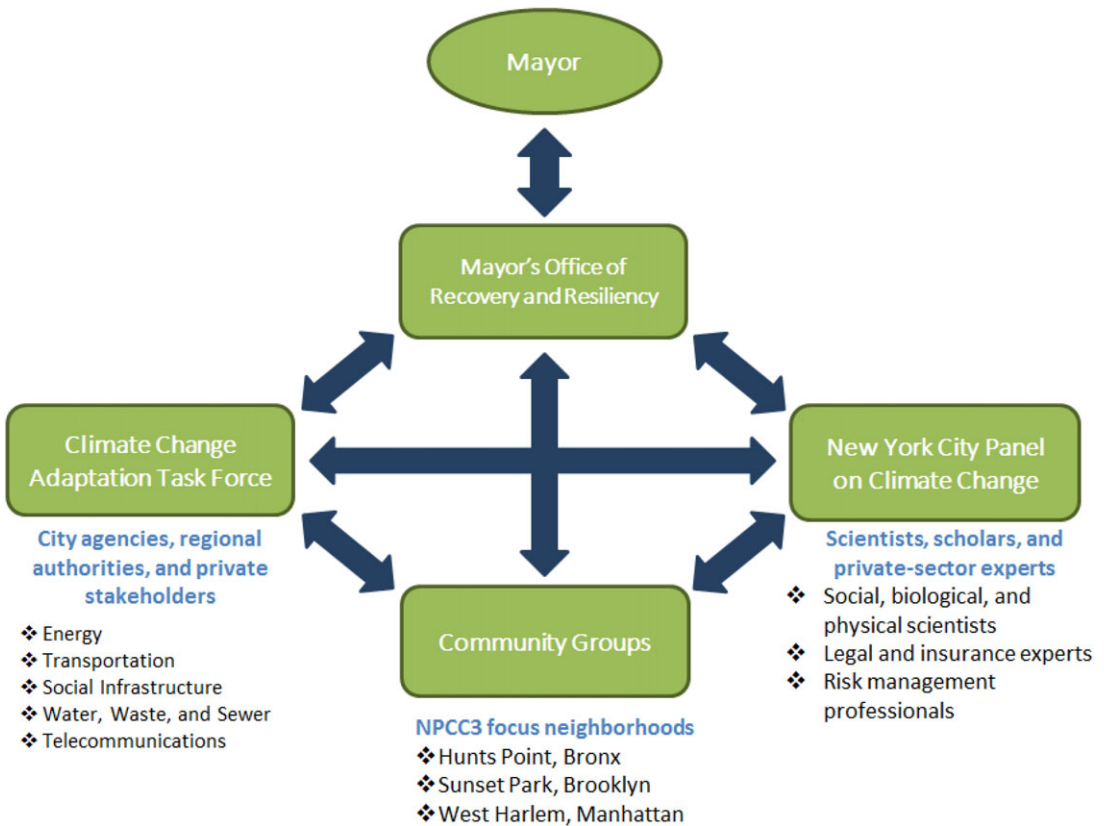 Mayor
Mayor's Office of
Recovery and Resiliency
Climate Change
Adaptation Task Force
City agencies, regional
authorities, and private
stakeholders
❖ Energy
❖ Transportation
❖ Social Infrastructure
❖ Water, Waste, and Sewer
❖ Telecommunications
Community Groups
NPCC3 focus neighborhoods
❖ Hunts Point, Bronx
❖ Sunset Park, Brooklyn
❖ West Harlem, Manhattan
New York City Panel
on Climate Change
Scientists, scholars, and
private-sector experts
❖ Social, biological, and
physical scientists
❖ Legal and insurance experts
❖ Risk management
professionals